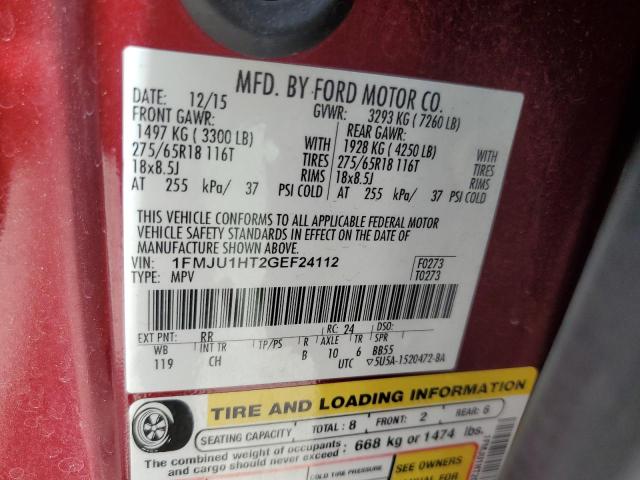 MFD. BY FORD MOTOR CO.
DATE: 12/15 GVWR: 3293 KG ( 7260 LB)
FRONT GAWR: REAR GAWR:
1497 KG ( 3300 LB) WITH 1928 KG ( 4250 LB) WITH
275/65R18 116T TIRES 275/65R18 116T TIRES
18x8.5J RIMS 18x8.5J RIMS
AT 255 kPa/ 37 PSI COLD AT 255 kPa/ 37 PSI COLD
THIS VEHICLE CONFORMS TO ALL APPLICABLE FEDERAL MOTOR
VEHICLE SAFETY STANDARDS IN EFFECT ON THE DATE OF
MANUFACTURE SHOWN ABOVE.
VIN: 1FMJU1HT2GEF24112 F0273
TYPE: MPV T0273
EXT PNT: RR RC: 24 DSO:
WB INT TR TP/PS R AXLE TR SPR
119 CH B 10 6 BB55
UTC ▽5U5A-1520472-BA
TIRE AND LOADING INFORMATION
SEATING CAPACITY TOTAL: 8 FRONT: 2 REAR: 6
The combined weight of occupants and cargo should never exceed 668 kg or 1474 lbs.
COLD TIRE PRESSURE
SEE OWNERS